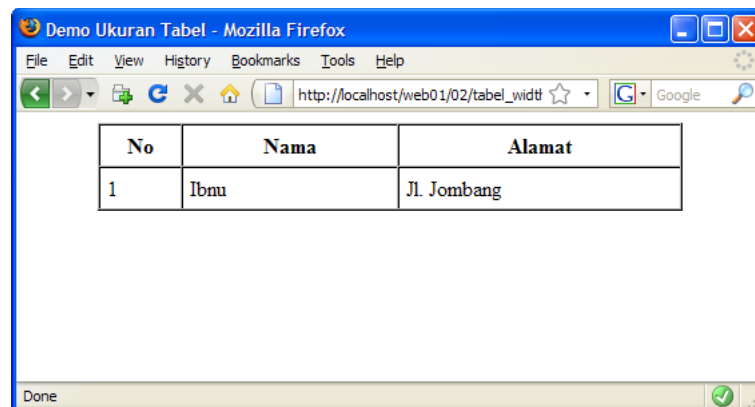 Demo Ukuran Tabel - Mozilla Firefox
File Edit View History Bookmarks Tools Help
http://localhost/web01/02/tabel_widt G Google
No Nama Alamat
1 Ibnu Jl. Jombang
Done